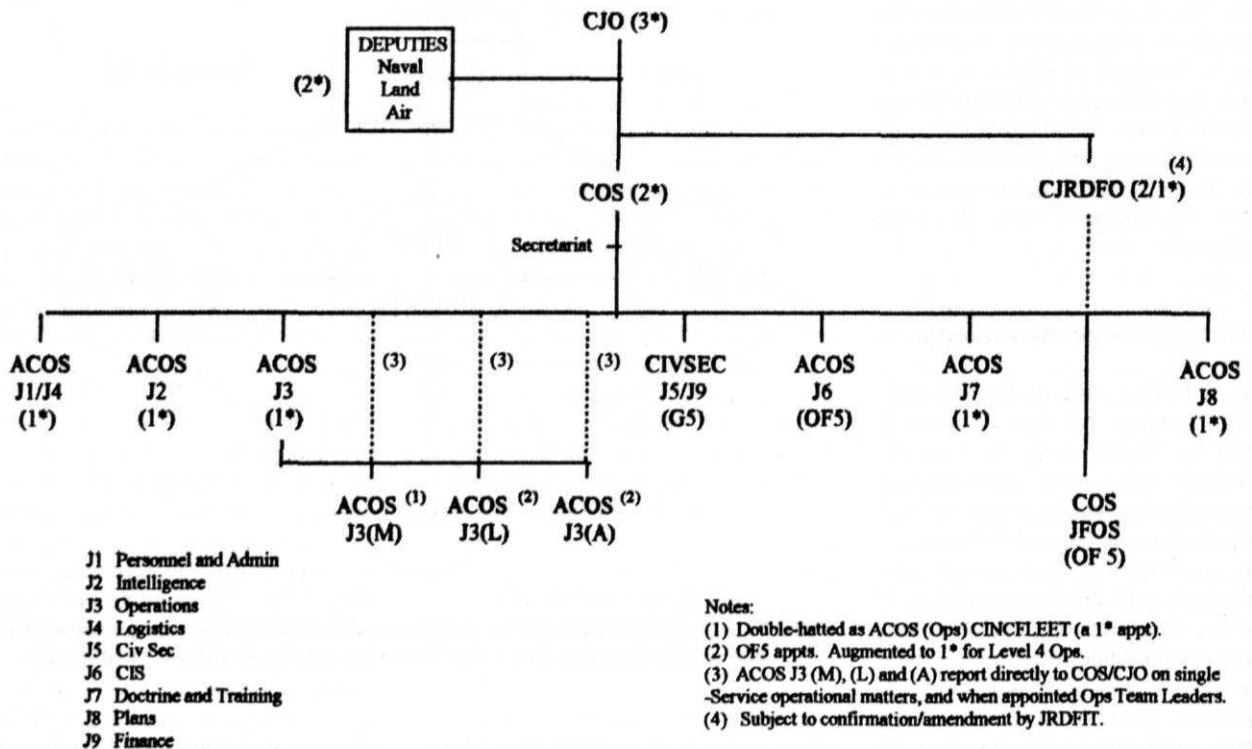 CJO (3*)
DEPUTIES
Naval
Land
Air
(2*)
COS (2*)
(4)
CJRDFO (2/1*)
Secretariat
ACOS
J1/J4
(1*)
ACOS
J2
(1*)
ACOS
J3
(1*)
(3)
(3)
(3)
CIVSEC
J5/J9
(G5)
ACOS
J6
(OF5)
ACOS
J7
(1*)
ACOS
J8
(1*)
ACOS (1)
J3(M)
ACOS (2)
J3(L)
ACOS (2)
J3(A)
COS
JFOS
(OF 5)
J1 Personnel and Admin
J2 Intelligence
J3 Operations
J4 Logistics
J5 Civ Sec
J6 CIS
J7 Doctrine and Training
J8 Plans
J9 Finance
Notes:
(1) Double-hatted as ACOS (Ops) CINCFLEET (a 1* appt).
(2) OF5 appts. Augmented to 1* for Level 4 Ops.
(3) ACOS J3 (M), (L) and (A) report directly to COS/CJO on single
-Service operational matters, and when appointed Ops Team Leaders.
(4) Subject to confirmation/amendment by JRDFIT.